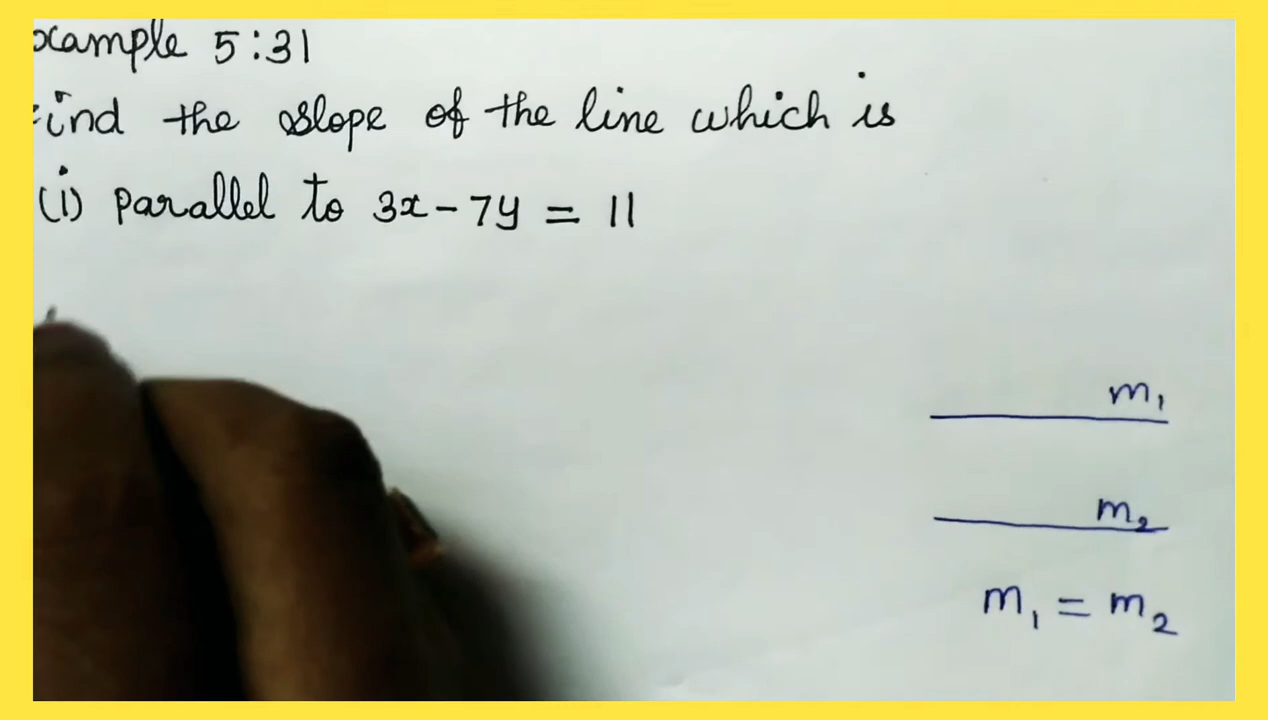 xample 5:31
ind the slope of the line which is
(i) parallel to 3x - 7y = 11
m₁
m₂
m₁ = m₂